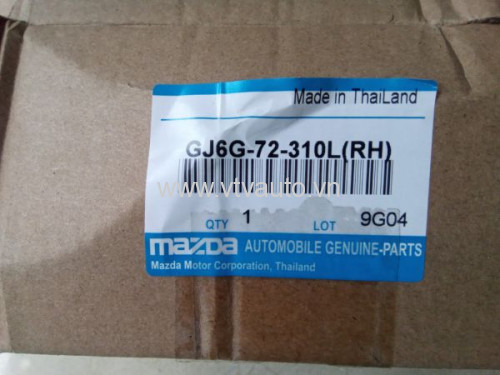 Made in ThaiLand
GJ6G-72-310L(RH)
www.vtvauto.vn
QTY 1 LOT 9G04
mazda AUTOMOBILE GENUINE-PARTS
Mazda Motor Corporation, Thailand